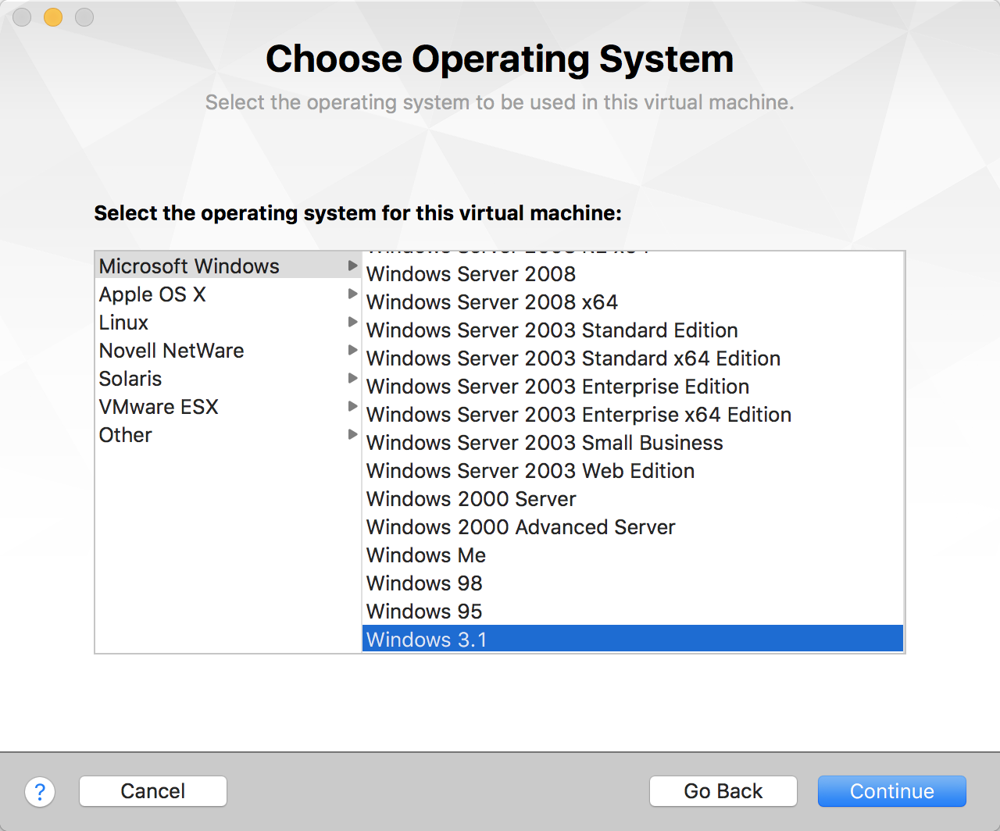 Choose Operating System
Select the operating system to be used in this virtual machine.
Select the operating system for this virtual machine:
Microsoft Windows
Apple OS X
Linux
Novell NetWare
Solaris
VMware ESX
Other
Windows Server 2008
Windows Server 2008 x64
Windows Server 2003 Standard Edition
Windows Server 2003 Standard x64 Edition
Windows Server 2003 Enterprise Edition
Windows Server 2003 Enterprise x64 Edition
Windows Server 2003 Small Business
Windows Server 2003 Web Edition
Windows 2000 Server
Windows 2000 Advanced Server
Windows Me
Windows 98
Windows 95
Windows 3.1
? Cancel Go Back Continue